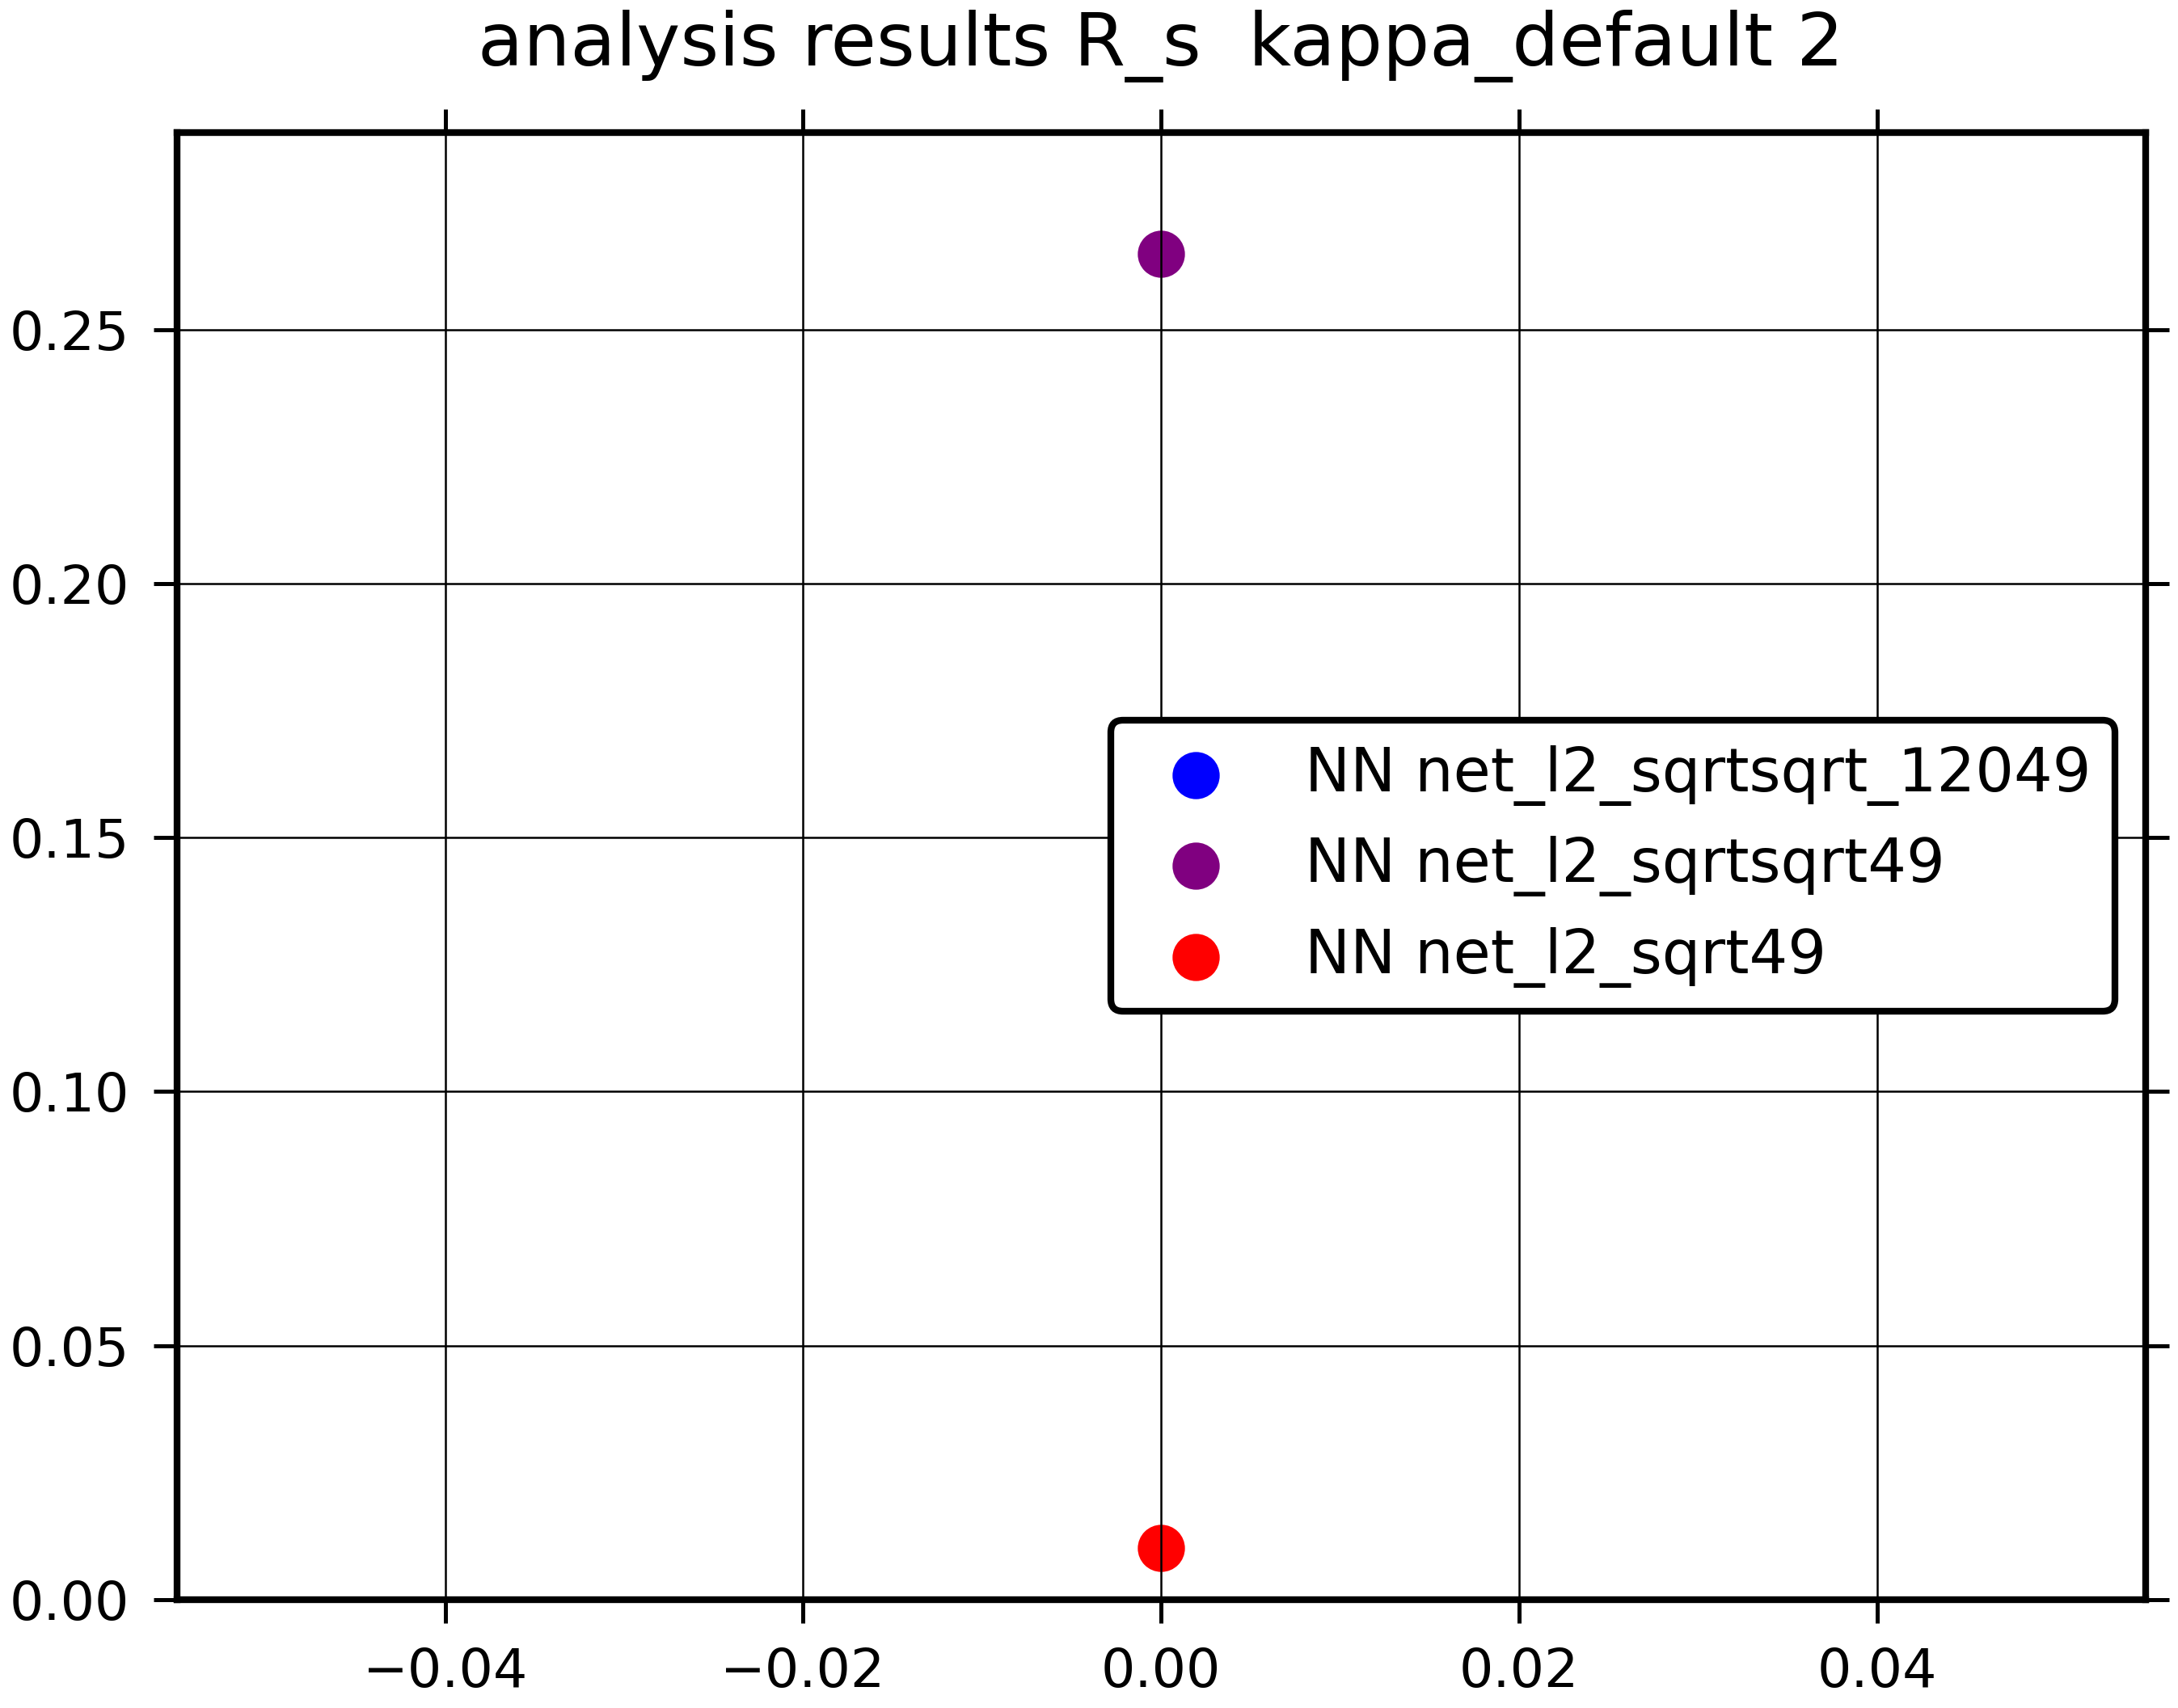 analysis results R_s  kappa_default 2
0.25
0.20
0.15
0.10
0.05
0.00
NN net_l2_sqrtsqrt_12049
NN net_l2_sqrtsqrt49
NN net_l2_sqrt49
−0.04
−0.02
0.00
0.02
0.04